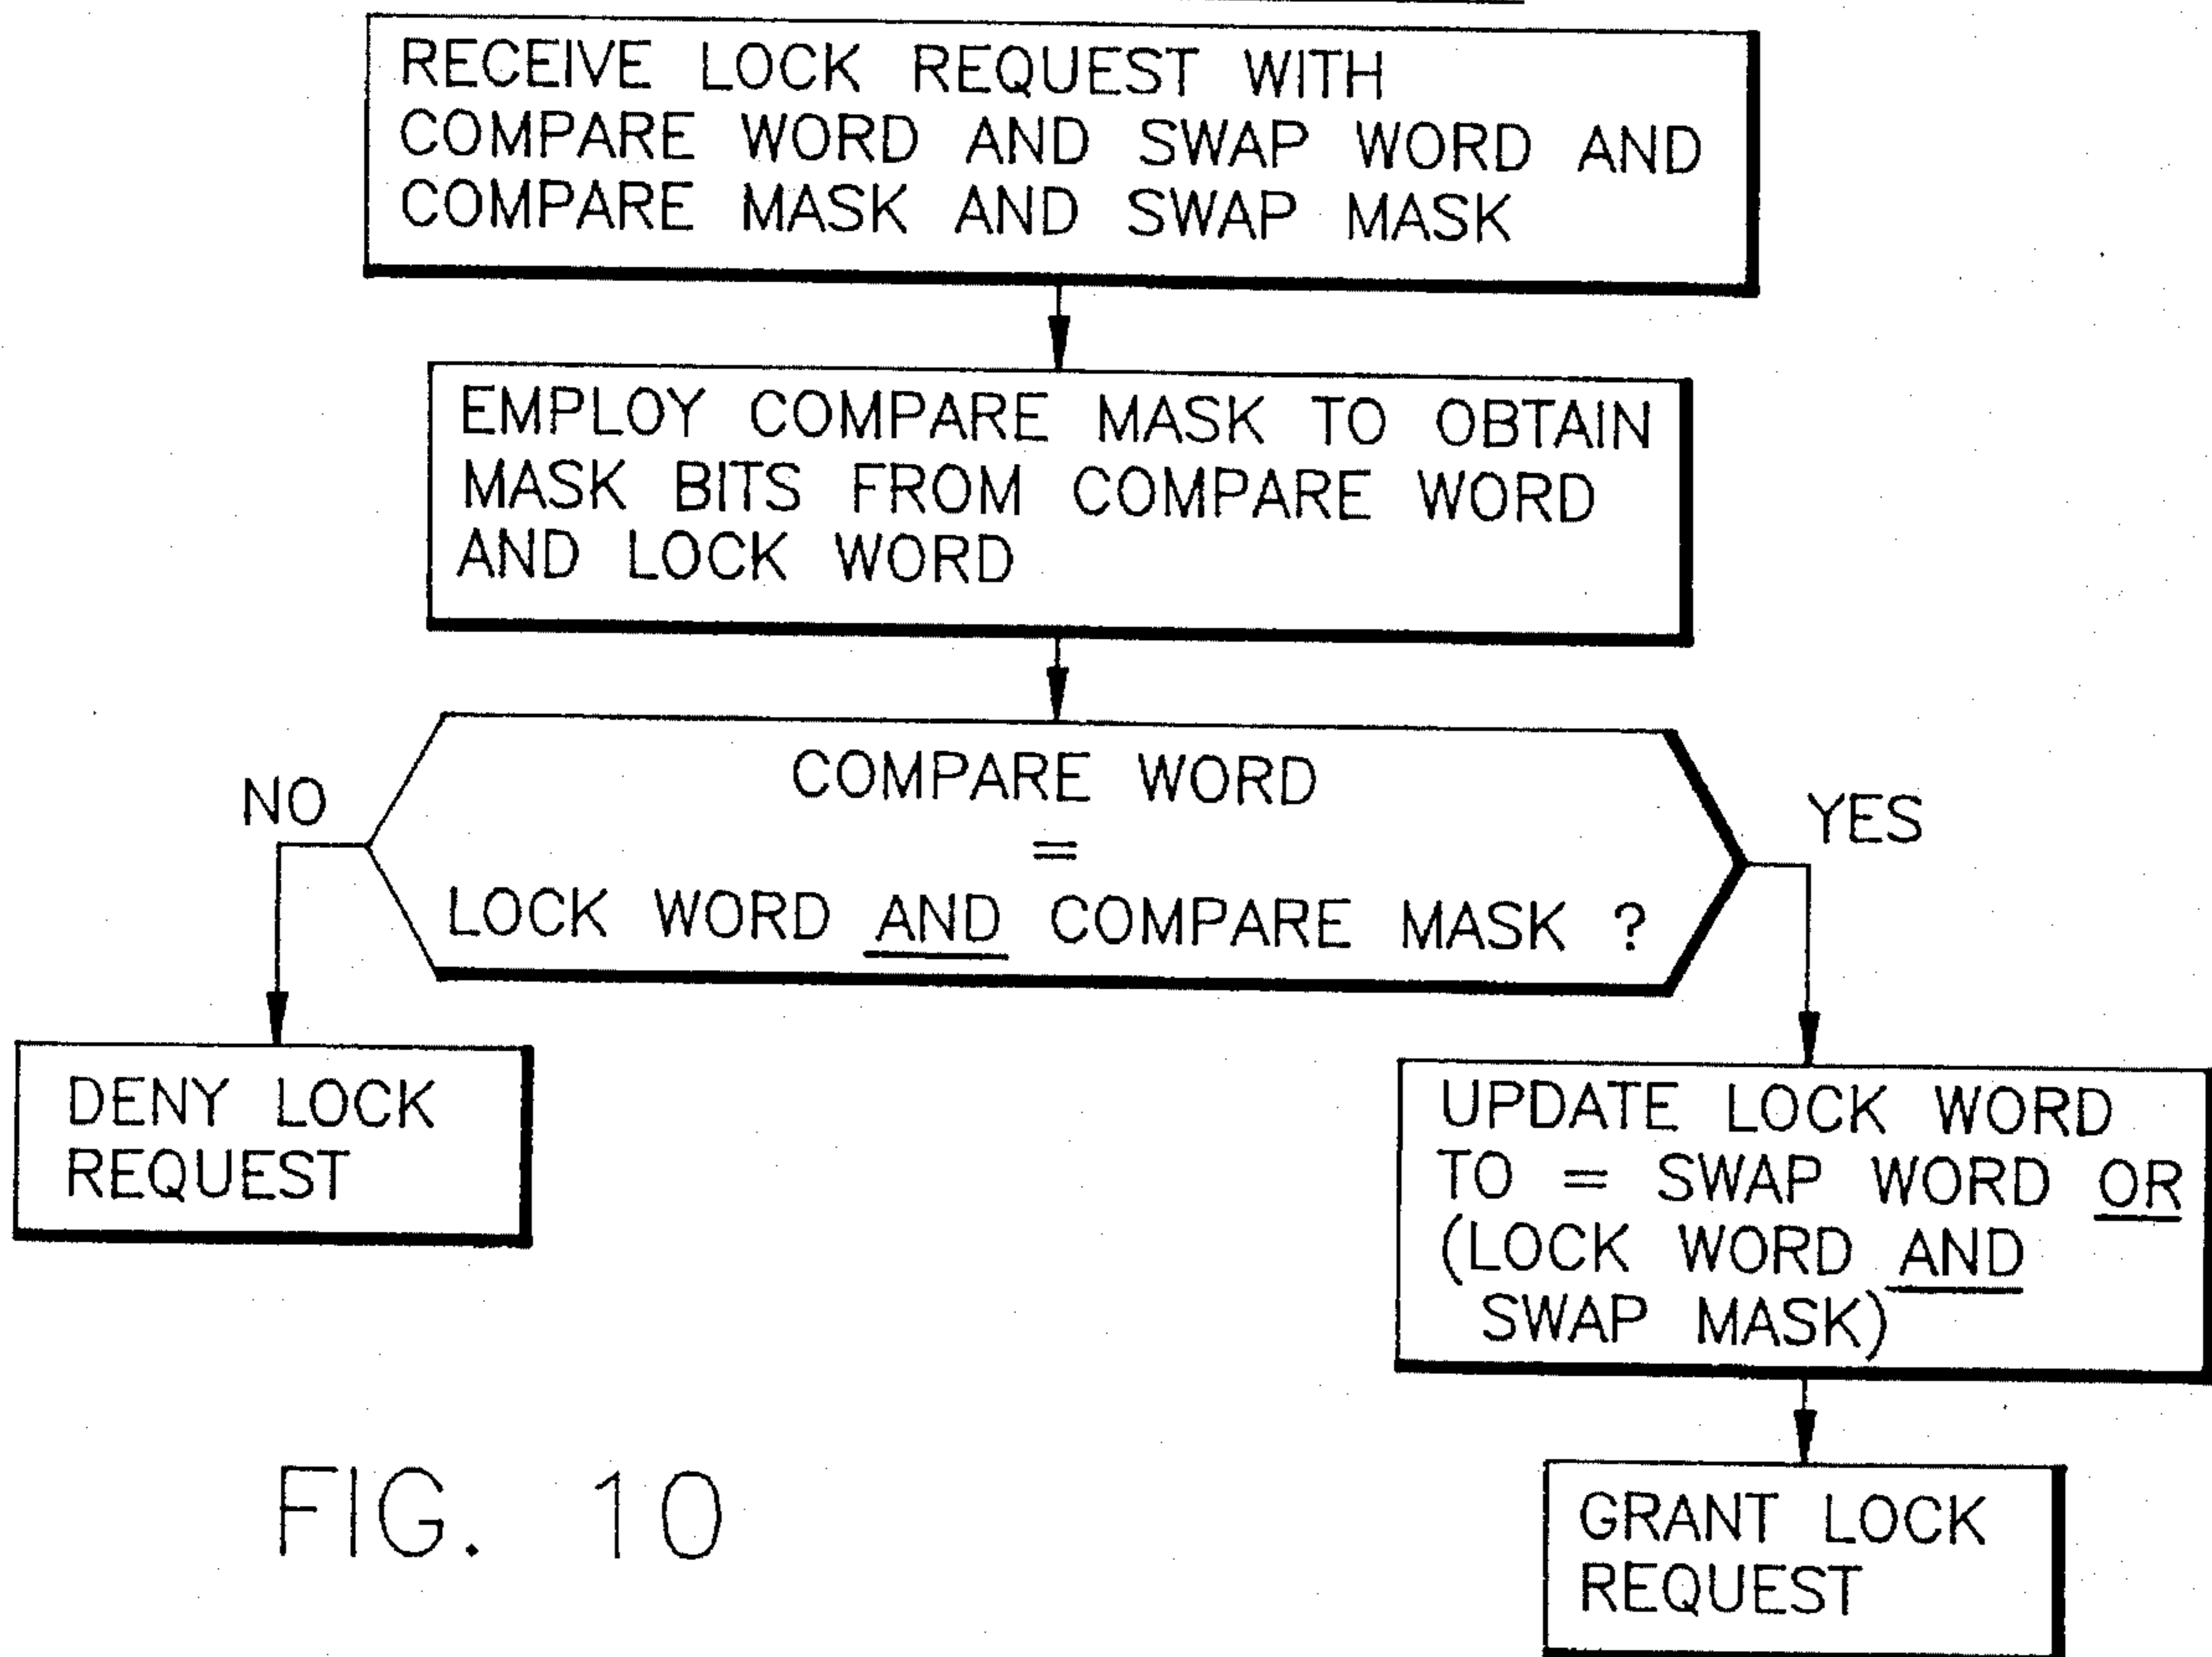 RECEIVE LOCK REQUEST WITH
COMPARE WORD AND SWAP WORD AND
COMPARE MASK AND SWAP MASK
EMPLOY COMPARE MASK TO OBTAIN
MASK BITS FROM COMPARE WORD
AND LOCK WORD
COMPARE WORD
=
LOCK WORD AND COMPARE MASK ?
NO
YES
DENY LOCK
REQUEST
UPDATE LOCK WORD
TO = SWAP WORD OR
(LOCK WORD AND
SWAP MASK)
GRANT LOCK
REQUEST
FIG. 10